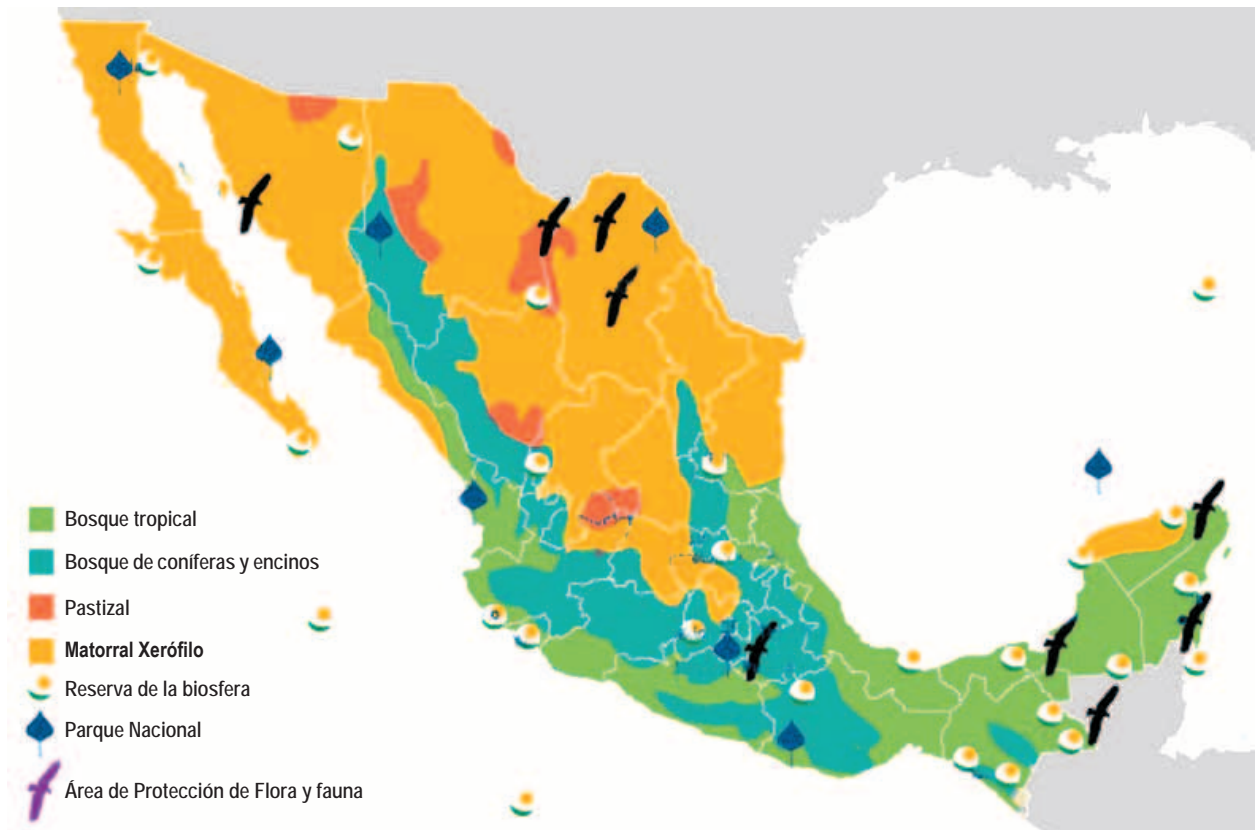 Bosque tropical
Bosque de coníferas y encinos
Pastizal
Matorral Xerófilo
Reserva de la biosfera
Parque Nacional
Área de Protección de Flora y fauna